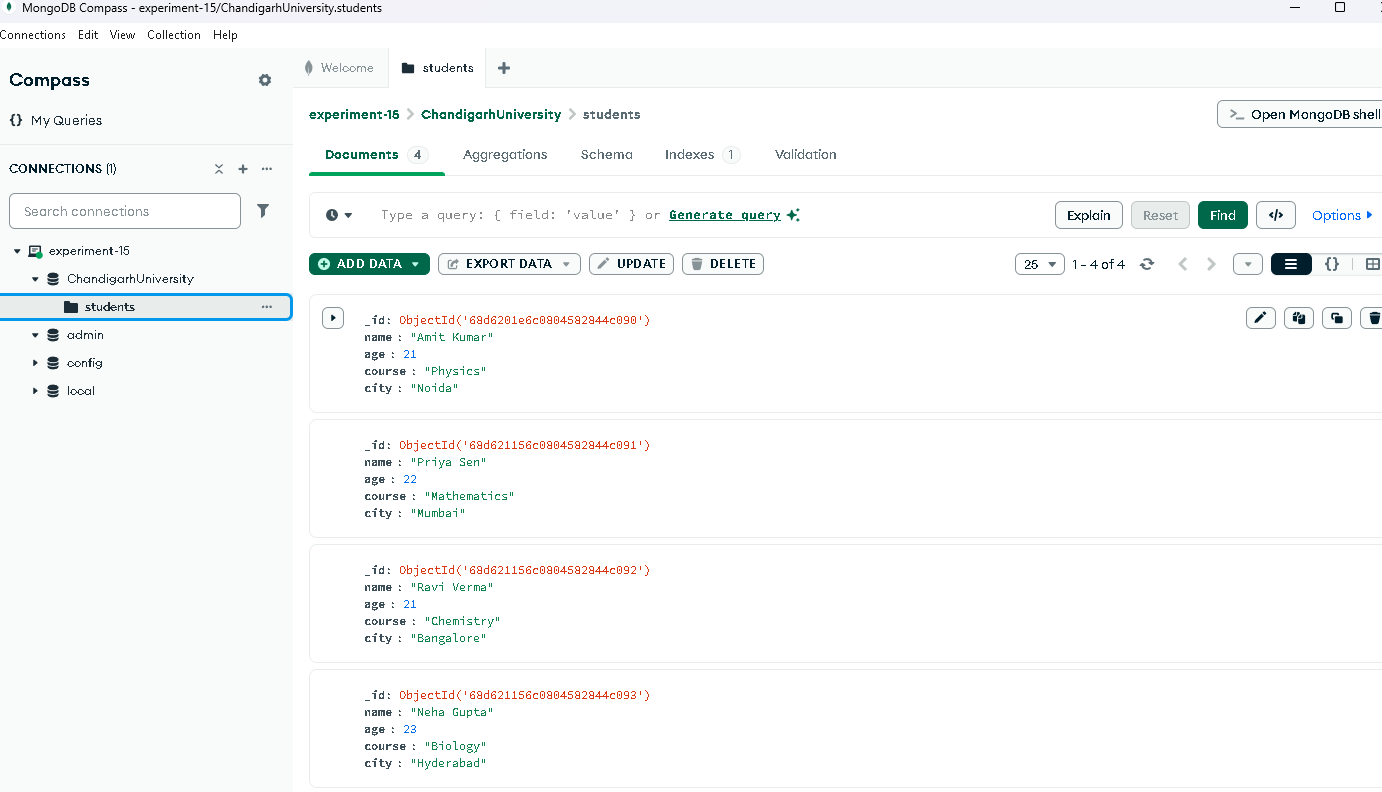 MongoDB Compass - experiment-15/ChandigarhUniversity.students
Connections Edit View Collection Help
Compass
{} My Queries
CONNECTIONS (1)
Search connections
experiment-15
ChandigarhUniversity
students
admin
config
local
Welcome students
experiment-15 > ChandigarhUniversity > students
>_ Open MongoDB shell
Documents 4 Aggregations Schema Indexes 1 Validation
Type a query: { field: 'value' } or Generate query
Explain Reset Find </> Options
ADD DATA EXPORT DATA UPDATE DELETE
25 1 - 4 of 4 {}
_id: ObjectId('68d6201e6c0804582844c090')
name : "Amit Kumar"
age : 21
course : "Physics"
city : "Noida"
_id: ObjectId('68d621156c0804582844c091')
name : "Priya Sen"
age : 22
course : "Mathematics"
city : "Mumbai"
_id: ObjectId('68d621156c0804582844c092')
name : "Ravi Verma"
age : 21
course : "Chemistry"
city : "Bangalore"
_id: ObjectId('68d621156c0804582844c093')
name : "Neha Gupta"
age : 23
course : "Biology"
city : "Hyderabad"